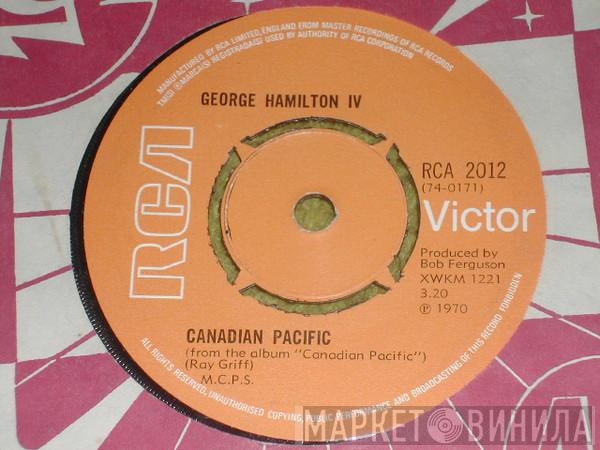 MANUFACTURED BY RCA LIMITED, ENGLAND FROM MASTER RECORDINGS OF RCA RECORDS
TM(S) ® MARCA(S) REGISTRADA(S) USED BY AUTHORITY OF RCA CORPORATION
GEORGE HAMILTON IV
RCA
RCA 2012
(74-0171)
Victor
Produced by
Bob Ferguson
XWKM 1221
3.20
℗ 1970
CANADIAN PACIFIC
(from the album "Canadian Pacific")
(Ray Griff)
M.C.P.S.
ALL RIGHTS RESERVED. UNAUTHORISED COPYING, PUBLIC PERFORMANCE AND BROADCASTING OF THIS RECORD FORBIDDEN
МАРКЕТ ВИНИЛА